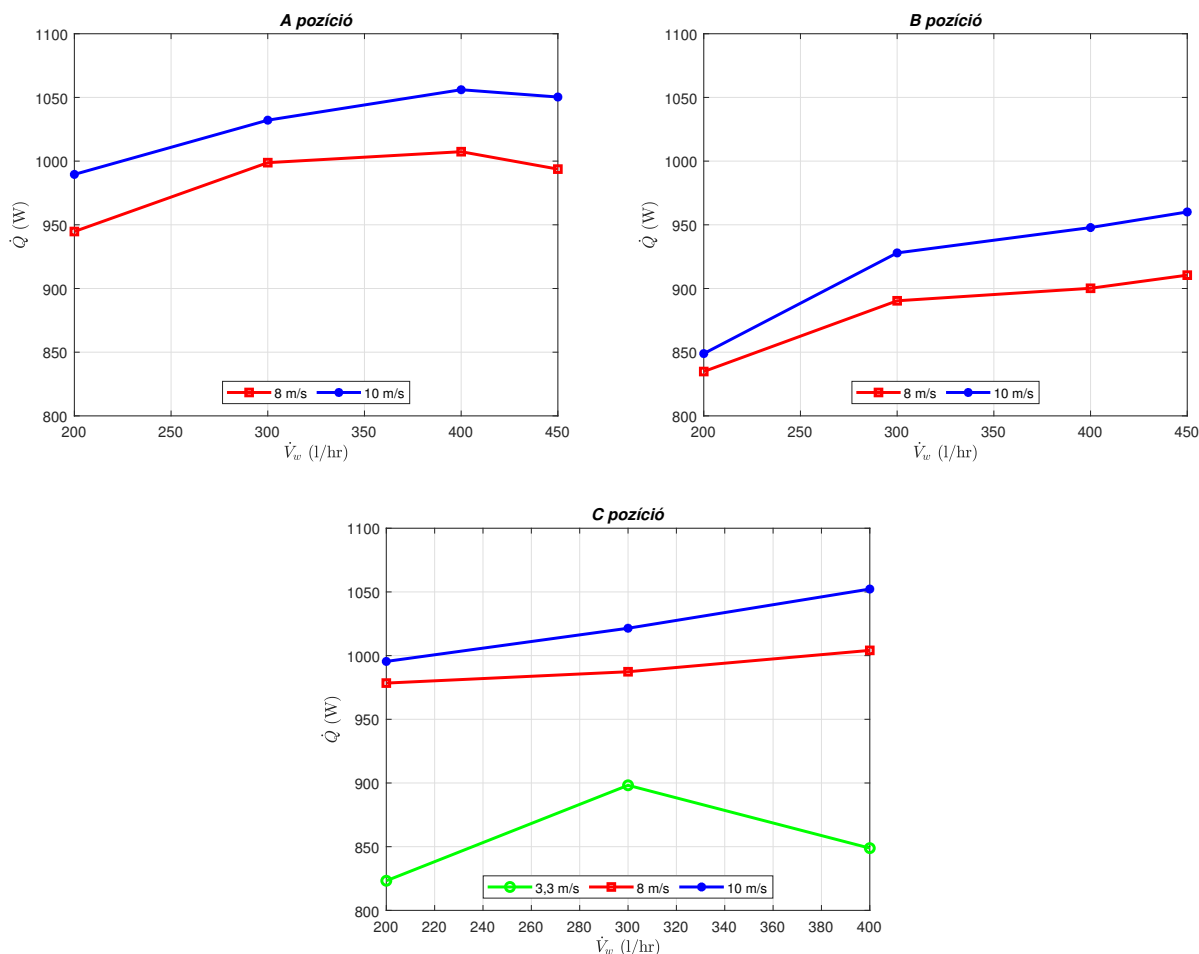 A pozíció
1100
1050
1000
950
900
850
800
Q̇ (W)
8 m/s 10 m/s
200 250 300 350 400 450
V̇_w (l/hr)
B pozíció
1100
1050
1000
950
900
850
800
Q̇ (W)
8 m/s 10 m/s
200 250 300 350 400 450
V̇_w (l/hr)
C pozíció
1100
1050
1000
950
900
850
800
Q̇ (W)
3,3 m/s 8 m/s 10 m/s
200 220 240 260 280 300 320 340 360 380 400
V̇_w (l/hr)